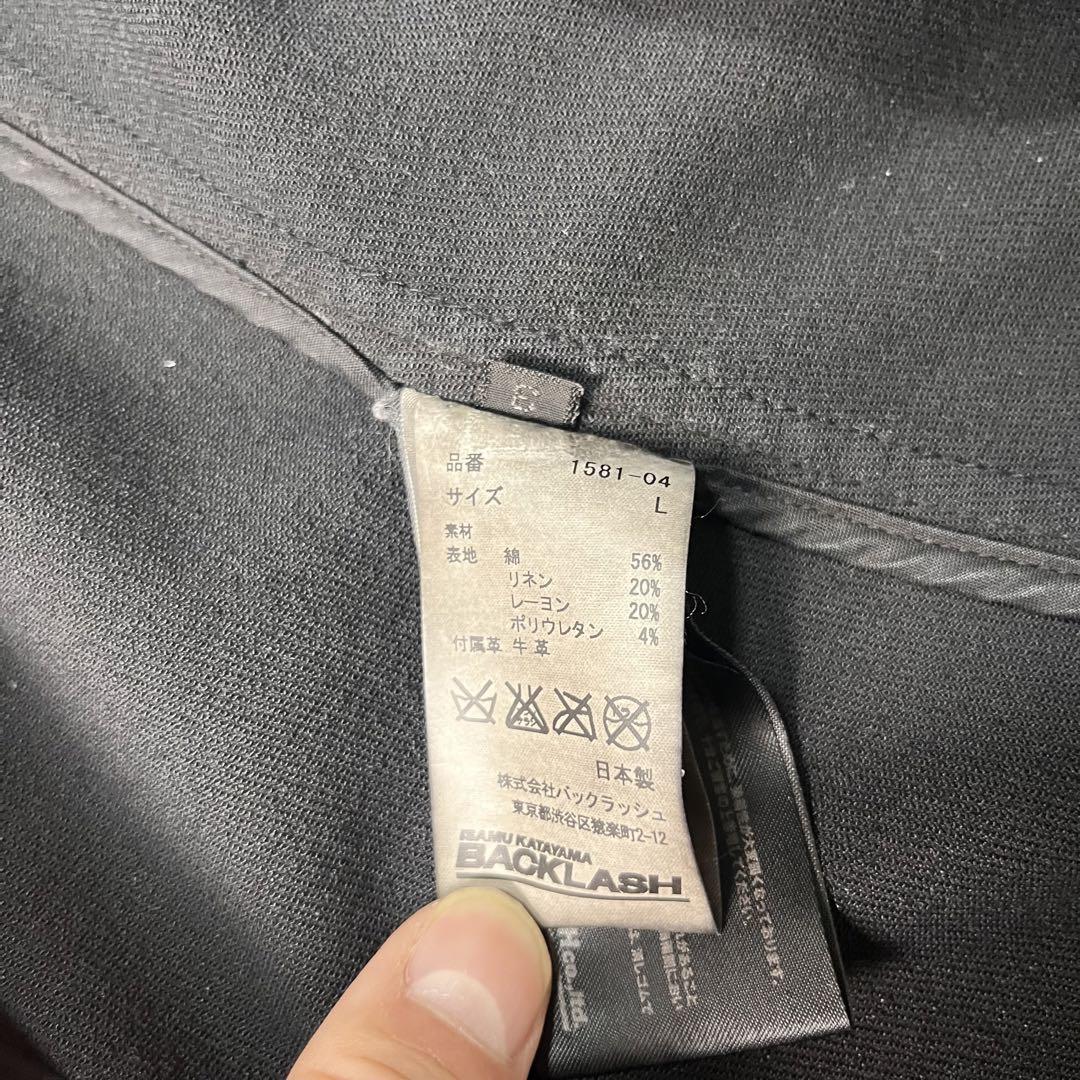 E
品番 1581-04
サイズ L
素材
表地 綿 56%
リネン 20%
レーヨン 20%
ポリウレタン 4%
付属革 牛革
日本製
株式会社バックラッシュ
東京都渋谷区猿楽町2-12
ISAMU KATAYAMA
BACKLASH
co.,ltd.